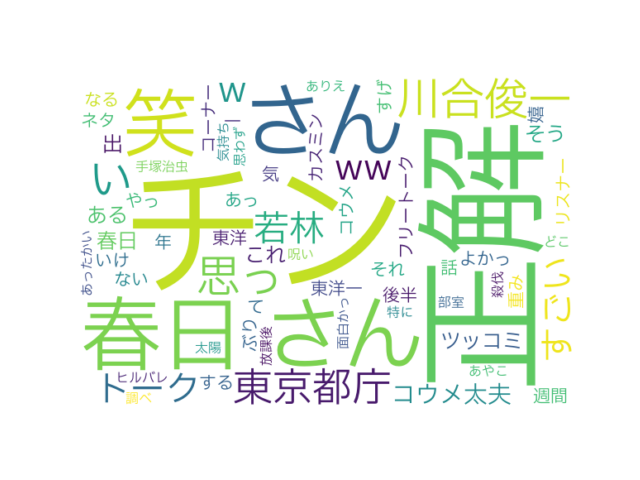 ありえ
すげ
川合俊一
なる
ネタ
笑
コーナー
w
さん
嬉
そう
出
手塚治虫
気持ち
思わず
ー
カスミン
フリートーク
ww
正解
い
チン
気
コウメ
リスナー
ある
やっ
あっ
若林
春日
年
東洋
これ
呪い
それ
よかっ
どこ
話
あったかい
いけ
ない
思っ
東洋一
後半
部室
殺伐
重み
すごい
春日
さん
ぶり
て
放課後
面白かっ
特に
ツッコミ
太陽
ヒルバレ
トーク
する
東京都庁
コウメ太夫
あやこ
週間
調べ